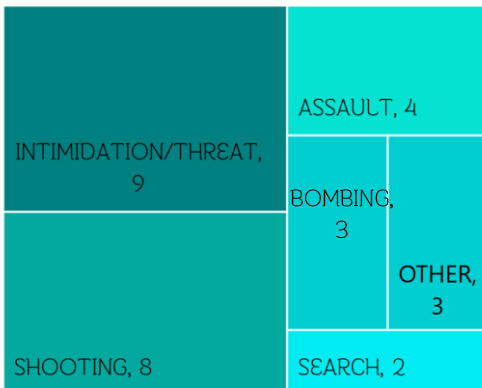 INTIMIDATION/THREAT,
9
SHOOTING, 8
ASSAULT, 4
BOMBING,
3
OTHER,
3
SEARCH, 2